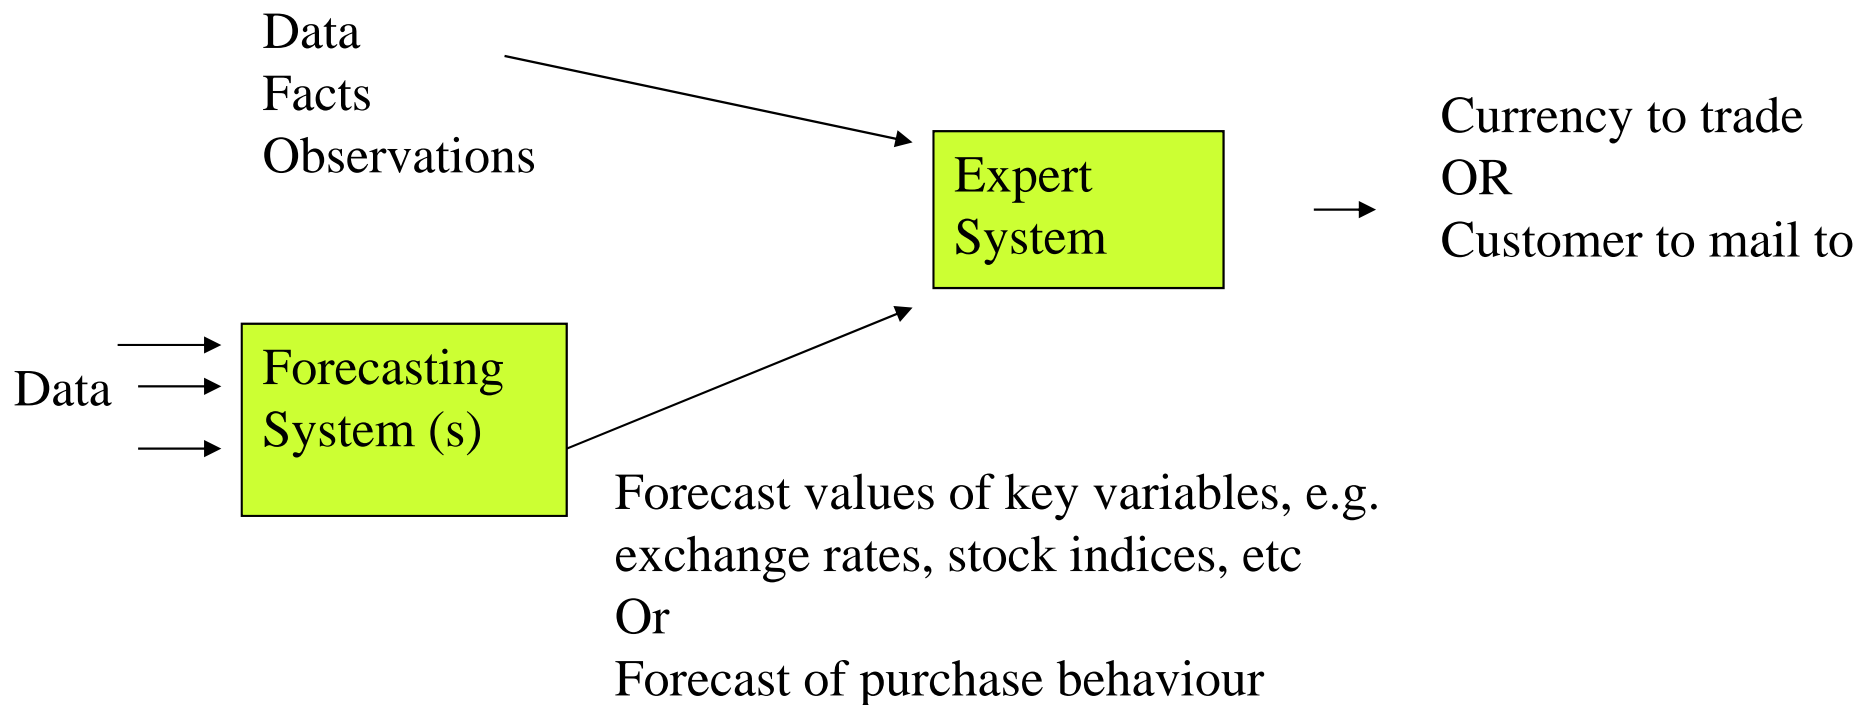 Data
Facts
Observations
Expert
System
Currency to trade
OR
Customer to mail to
Data
Forecasting
System (s)
Forecast values of key variables, e.g.
exchange rates, stock indices, etc
Or
Forecast of purchase behaviour